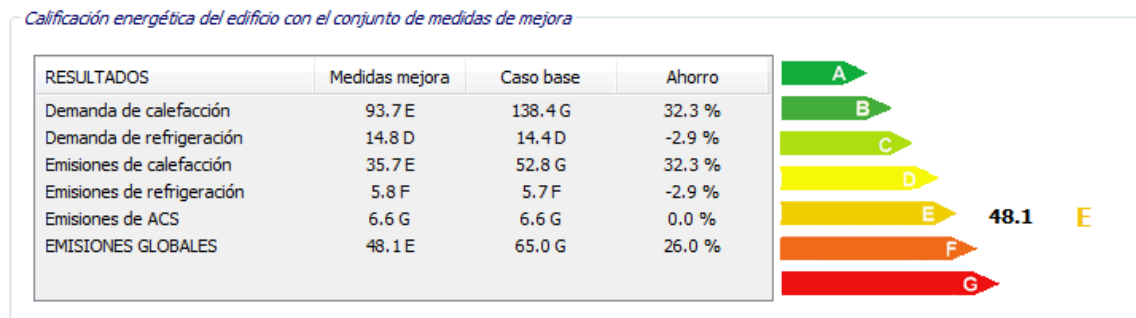 Calificación energética del edificio con el conjunto de medidas de mejora
RESULTADOS Medidas mejora Caso base Ahorro
Demanda de calefacción 93.7 E 138.4 G 32.3 %
Demanda de refrigeración 14.8 D 14.4 D -2.9 %
Emisiones de calefacción 35.7 E 52.8 G 32.3 %
Emisiones de refrigeración 5.8 F 5.7 F -2.9 %
Emisiones de ACS 6.6 G 6.6 G 0.0 %
EMISIONES GLOBALES 48.1 E 65.0 G 26.0 %
A
B
C
D
E 48.1 E
F
G